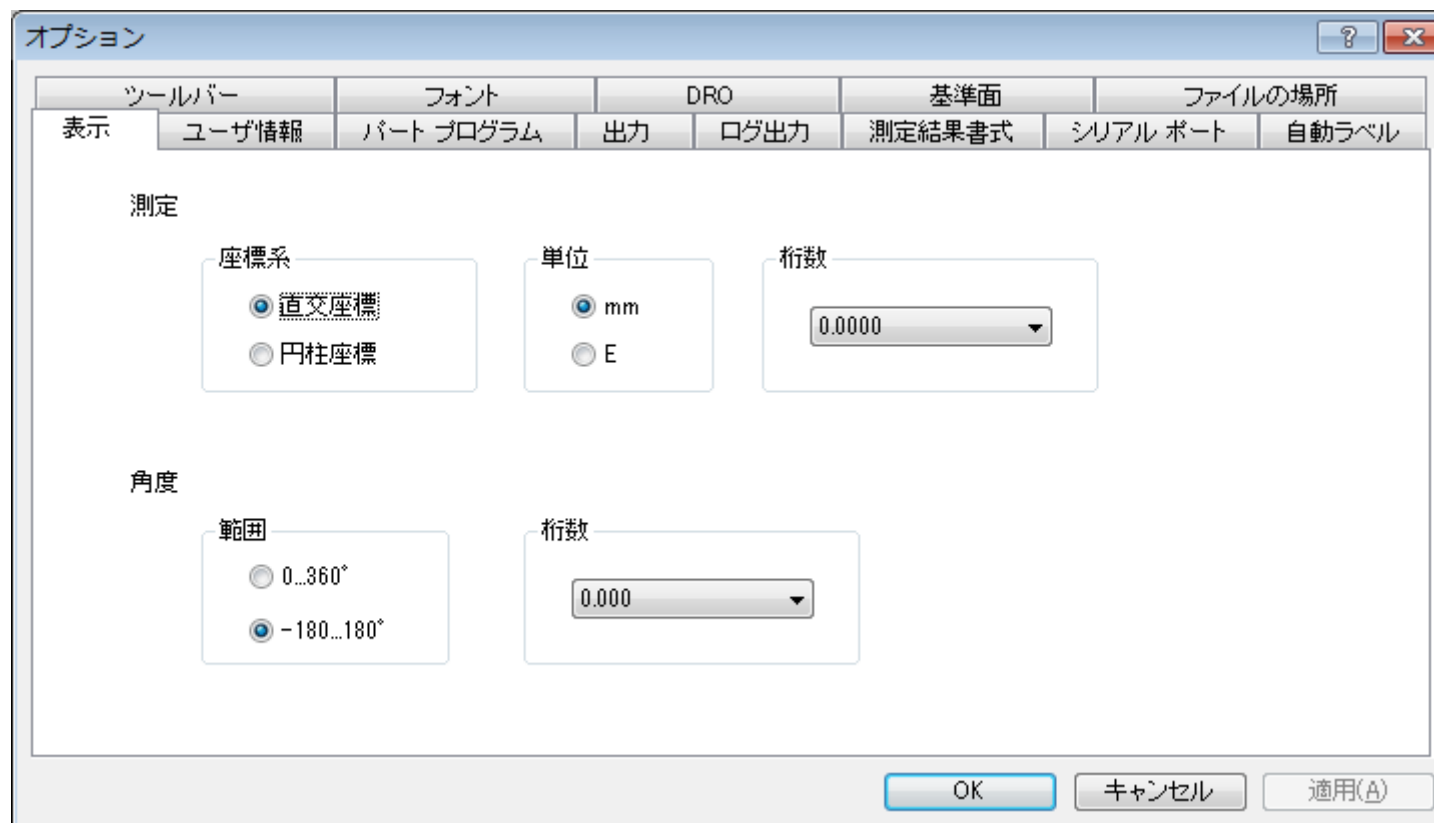 オプション
ツールバー フォント DRO 基準面 ファイルの場所
表示 ユーザ情報 パート プログラム 出力 ログ出力 測定結果書式 シリアル ポート 自動ラベル
測定
座標系 単位 桁数
直交座標 mm 0.0000
円柱座標 E
角度
範囲 桁数
0...360° 0.000
-180...180°
OK キャンセル 適用(A)